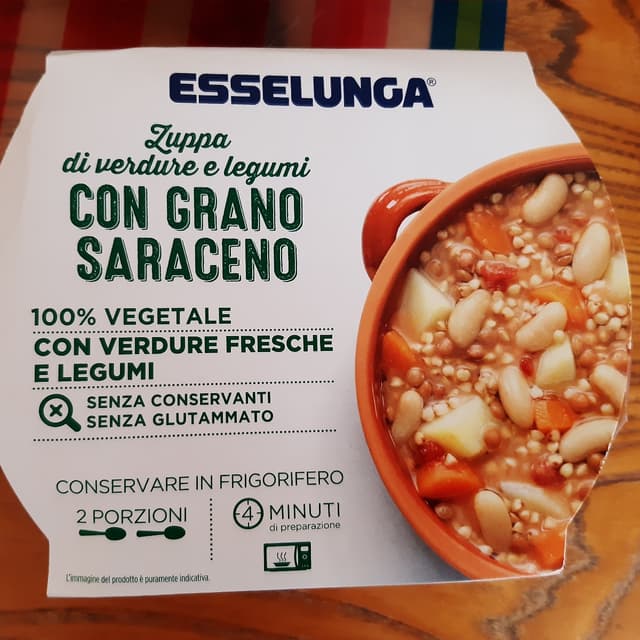 ESSELUNGA®
Zuppa
di verdure e legumi
CON GRANO
SARACENO
100% VEGETALE
CON VERDURE FRESCHE
E LEGUMI
SENZA CONSERVANTI
SENZA GLUTAMMATO
CONSERVARE IN FRIGORIFERO
2 PORZIONI
4 MINUTI
di preparazione
L'immagine del prodotto è puramente indicativa.